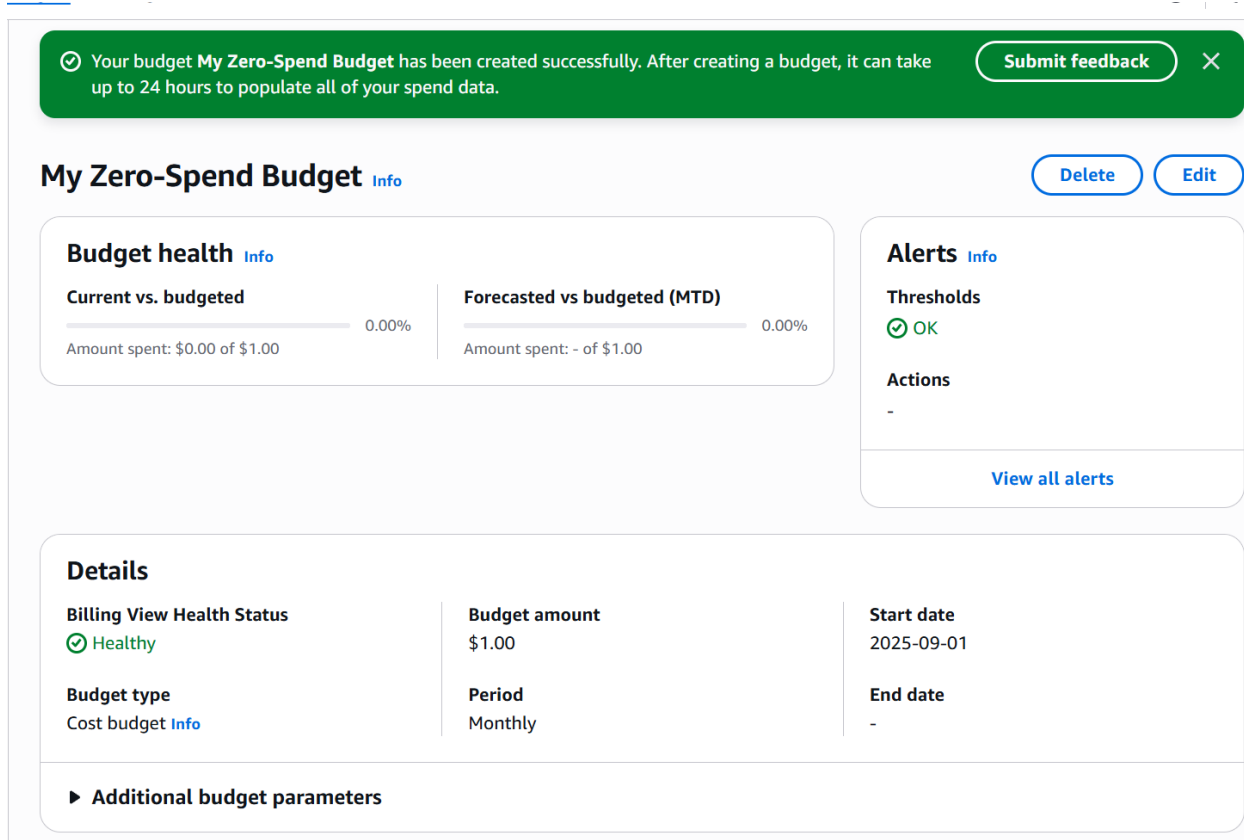 Your budget My Zero-Spend Budget has been created successfully. After creating a budget, it can take
up to 24 hours to populate all of your spend data.
Submit feedback
My Zero-Spend Budget Info
Delete
Edit
Budget health Info
Current vs. budgeted
0.00%
Amount spent: $0.00 of $1.00
Forecasted vs budgeted (MTD)
0.00%
Amount spent: - of $1.00
Alerts Info
Thresholds
OK
Actions
-
View all alerts
Details
Billing View Health Status
Healthy
Budget type
Cost budget Info
Budget amount
$1.00
Period
Monthly
Start date
2025-09-01
End date
-
Additional budget parameters